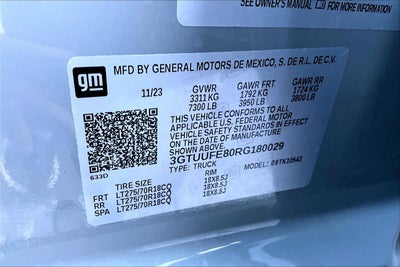 SEE OWNER'S MANUAL FOR MORE INFORMATION
gm
MFD BY GENERAL MOTORS DE MEXICO, S. DE R.L. DE C.V.
11/23 GVWR GAWR FRT GAWR RR
3311 KG 1792 KG 1724 KG
7300 LB 3950 LB 3800 LB
THIS VEHICLE CONFORMS TO ALL
APPLICABLE U.S. FEDERAL MOTOR
VEHICLE SAFETY STANDARDS IN EFFECT
ON THE DATE OF MANUFACTURE
SHOWN ABOVE.
3GTUUFE80RG180029
633D TYPE: TRUCK MODEL: 09TK10543
TIRE SIZE RIM
FRT LT275/70R18CQ 18X8.5J
RR LT275/70R18CQ 18X8.5J
SPA LT275/70R18CQ 18X8.5J